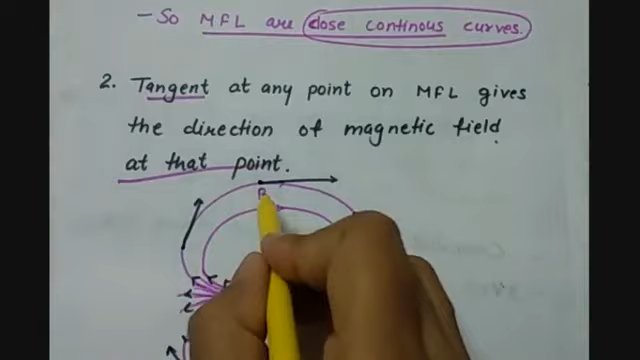 - So MFL are close continous curves.
2. Tangent at any point on MFL gives
the direction of magnetic field
at that point.